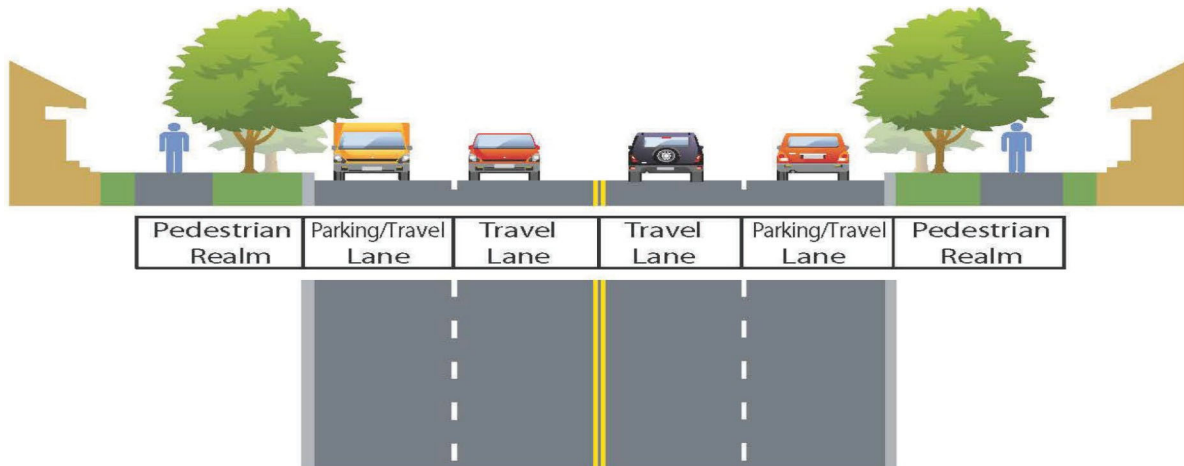 Pedestrian
Realm
Parking/Travel
Lane
Travel
Lane
Travel
Lane
Parking/Travel
Lane
Pedestrian
Realm